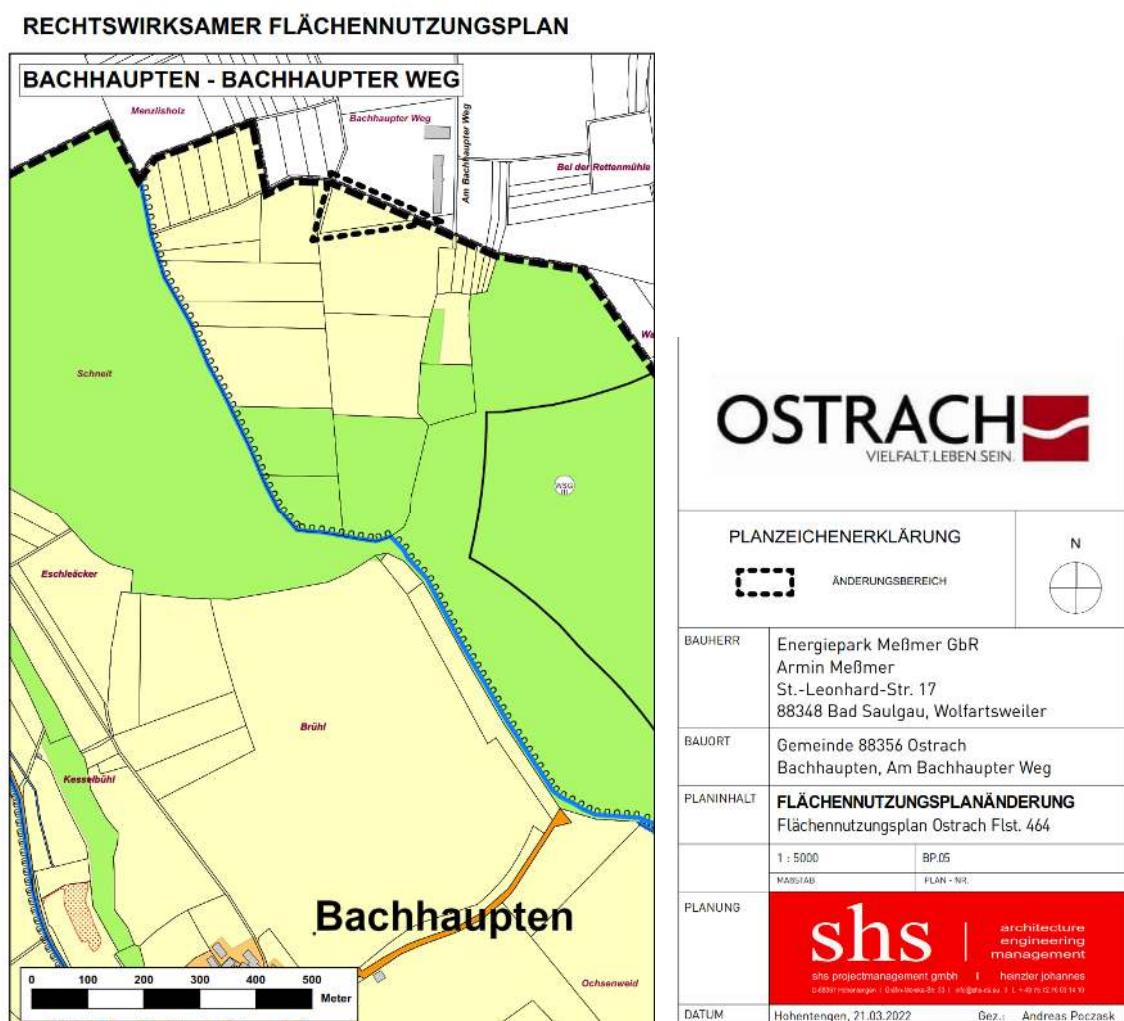 RECHTSWIRKSAMER FLÄCHENNUTZUNGSPLAN
BACHHAUPTEN - BACHHAUPTER WEG
Menzlisholz
Bachhaupter Weg
Am Bachhaupter Weg
Bei der Rettenmühle
Wa
Schneit
WSG
III
Eschleäcker
Brühl
Kesselbühl
Bachhaupten
Ochsenweid
0 100 200 300 400 500
Meter
OSTRACH
VIELFALT.LEBEN.SEIN.
PLANZEICHENERKLÄRUNG
ÄNDERUNGSBEREICH
N
BAUHERR
Energiepark Meßmer GbR
Armin Meßmer
St.-Leonhard-Str. 17
88348 Bad Saulgau, Wolfartsweiler
BAUORT
Gemeinde 88356 Ostrach
Bachhaupten, Am Bachhaupter Weg
PLANINHALT
FLÄCHENNUTZUNGSPLANÄNDERUNG
Flächennutzungsplan Ostrach Flst. 464
1 : 5000 BP.05
MAßSTAB PLAN - NR.
PLANUNG
shs
architecture
engineering
management
shs projectmanagement gmbh | heinzler johannes
DATUM
Hohentengen, 21.03.2022 Gez.: Andreas Poczask